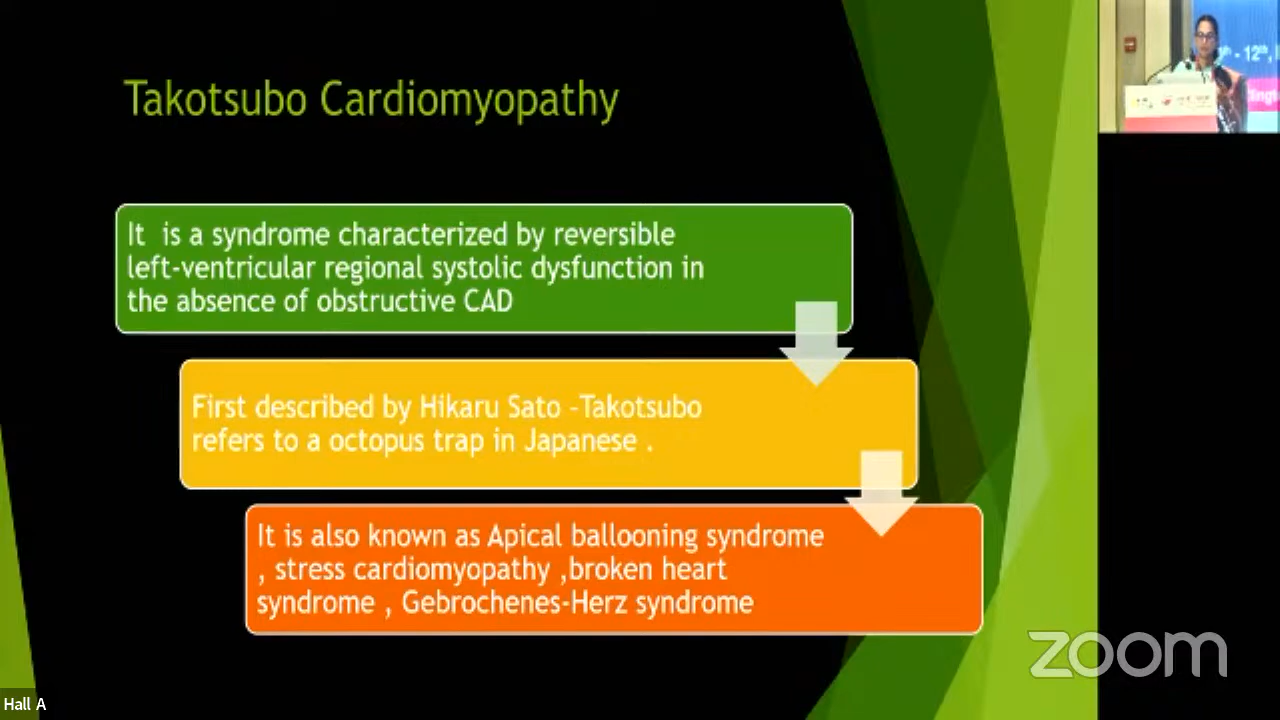 Takotsubo Cardiomyopathy
It is a syndrome characterized by reversible
left-ventricular regional systolic dysfunction in
the absence of obstructive CAD
First described by Hikaru Sato -Takotsubo
refers to a octopus trap in Japanese .
It is also known as Apical ballooning syndrome
, stress cardiomyopathy ,broken heart
syndrome , Gebrochenes-Herz syndrome
- 12th,
zoom
Hall A